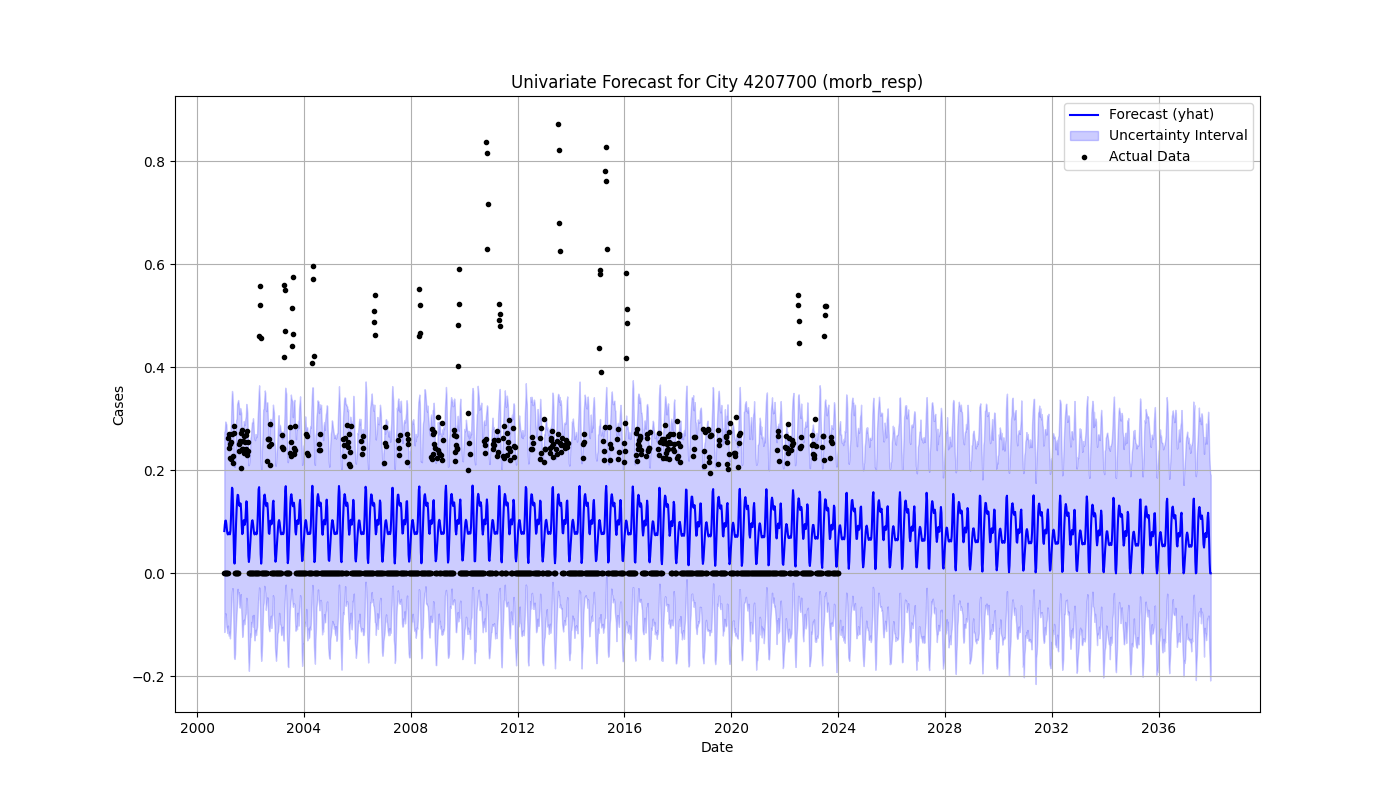 Univariate Forecast for City 4207700 (morb_resp)
Forecast (yhat)
Uncertainty Interval
Actual Data
Cases
0.8
0.6
0.4
0.2
0.0
−0.2
2000 2004 2008 2012 2016 2020 2024 2028 2032 2036
Date